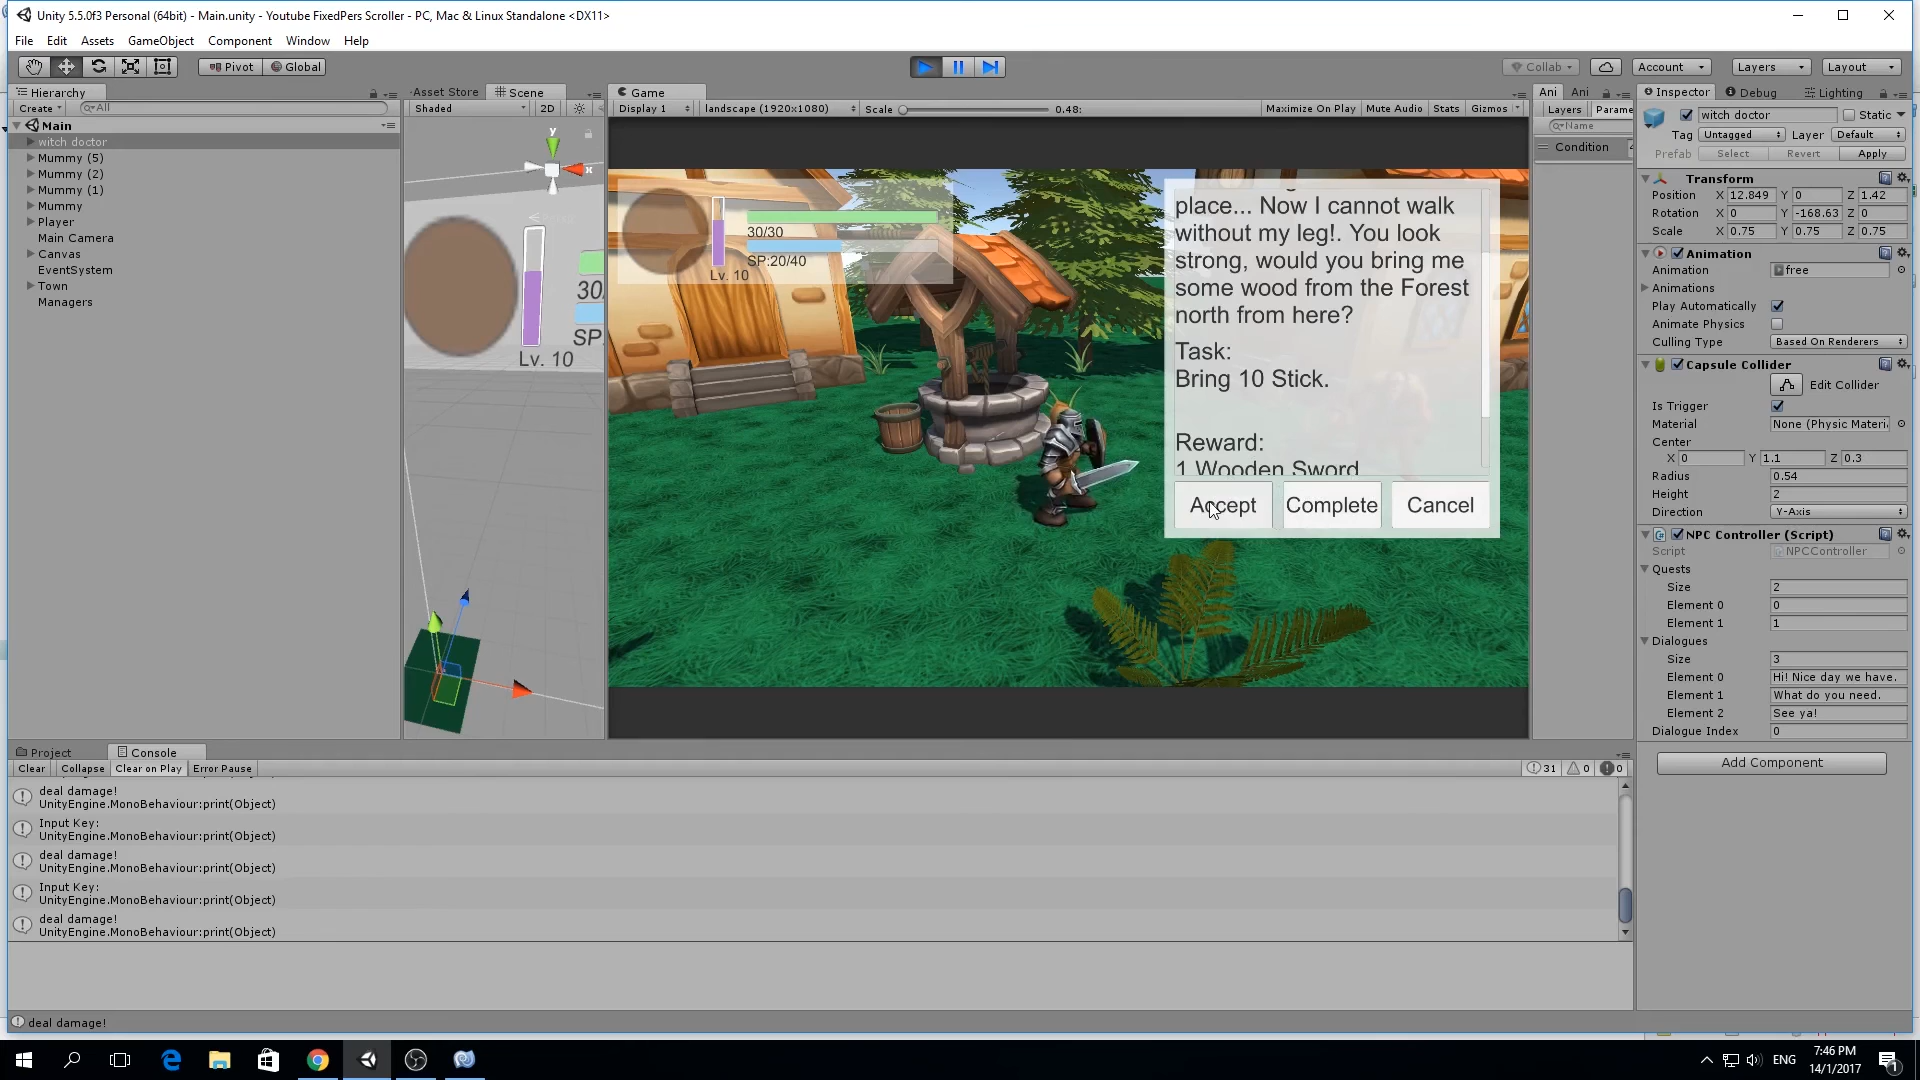 Unity 5.5.0f3 Personal (64bit) - Main.unity - Youtube FixedPers Scroller - PC, Mac & Linux Standalone <DX11>
File Edit Assets GameObject Component Window Help
Pivot Global Collab Account Layers Layout
Hierarchy
Create All
Main
witch doctor
Mummy (5)
Mummy (2)
Mummy (1)
Mummy
Player
Main Camera
Canvas
EventSystem
Town
Managers
Asset Store Scene
Shaded 2D
y
x
30/
SP:
Lv. 10
Game
Display 1 landscape (1920x1080) Scale 0.48: Maximize On Play Mute Audio Stats Gizmos
30/30
SP:20/40
Lv. 10
place... Now I cannot walk
without my leg!. You look
strong, would you bring me
some wood from the Forest
north from here?
Task:
Bring 10 Stick.
Reward:
1 Wooden Sword
Accept Complete Cancel
Ani Ani
Layers Parame
Name
Condition
Inspector Debug Lighting
witch doctor Static
Tag Untagged Layer Default
Prefab Select Revert Apply
Transform
Position X 12.849 Y 0 Z 1.42
Rotation X 0 Y -168.63 Z 0
Scale X 0.75 Y 0.75 Z 0.75
Animation
Animation free
Animations
Play Automatically
Animate Physics
Culling Type Based On Renderers
Capsule Collider
Edit Collider
Is Trigger
Material None (Physic Materi
Center
X 0 Y 1.1 Z 0.3
Radius 0.54
Height 2
Direction Y-Axis
NPC Controller (Script)
Script NPCController
Quests
Size 2
Element 0 0
Element 1 1
Dialogues
Size 3
Element 0 Hi! Nice day we have.
Element 1 What do you need.
Element 2 See ya!
Dialogue Index 0
Add Component
Project Console
Clear Collapse Clear on Play Error Pause 31 0 0
deal damage!
UnityEngine.MonoBehaviour:print(Object)
Input Key:
UnityEngine.MonoBehaviour:print(Object)
deal damage!
UnityEngine.MonoBehaviour:print(Object)
Input Key:
UnityEngine.MonoBehaviour:print(Object)
deal damage!
UnityEngine.MonoBehaviour:print(Object)
deal damage!
ENG
7:46 PM
14/1/2017
1